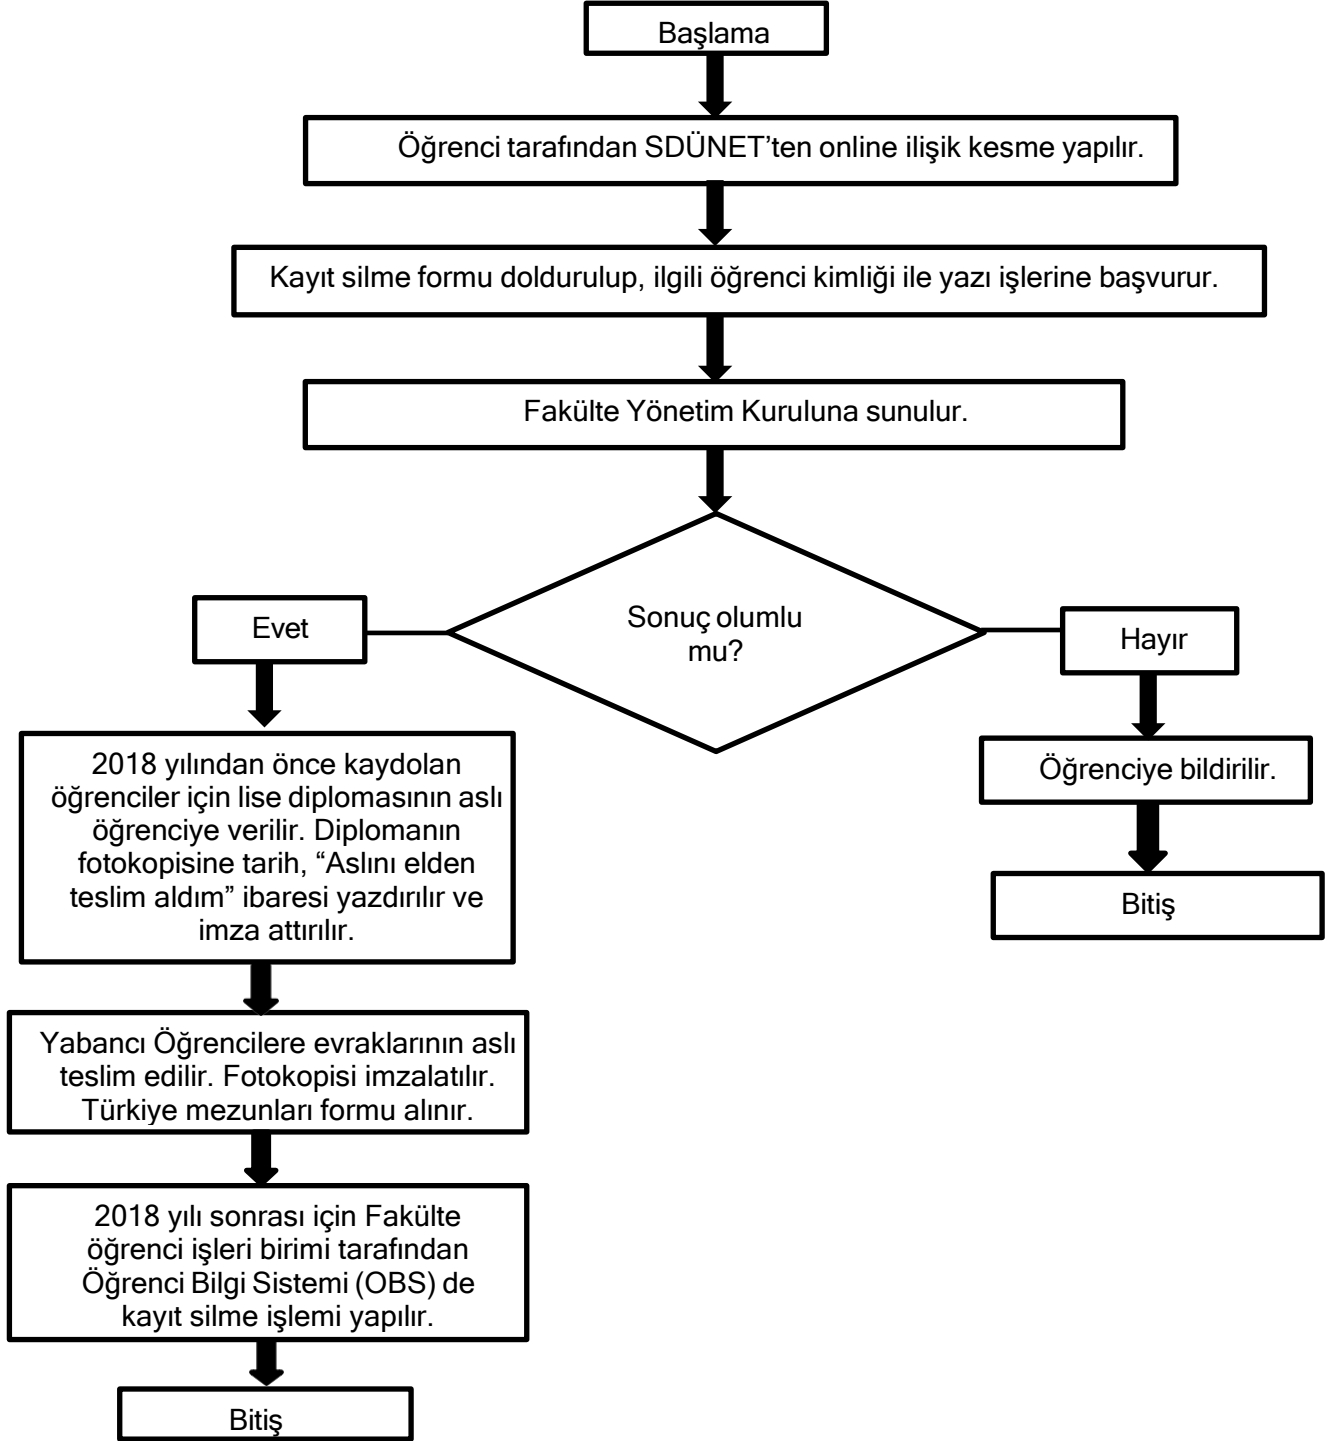 Başlama
Öğrenci tarafından SDÜNET’ten online ilişik kesme yapılır.
Kayıt silme formu doldurulup, ilgili öğrenci kimliği ile yazı işlerine başvurur.
Fakülte Yönetim Kuruluna sunulur.
Sonuç olumlu
mu?
Evet
Hayır
2018 yılından önce kaydolan
öğrenciler için lise diplomasının aslı
öğrenciye verilir. Diplomanın
fotokopisine tarih, “Aslını elden
teslim aldım” ibaresi yazdırılır ve
imza attırılır.
Öğrenciye bildirilir.
Bitiş
Yabancı Öğrencilere evraklarının aslı
teslim edilir. Fotokopisi imzalatılır.
Türkiye mezunları formu alınır.
2018 yılı sonrası için Fakülte
öğrenci işleri birimi tarafından
Öğrenci Bilgi Sistemi (OBS) de
kayıt silme işlemi yapılır.
Bitiş